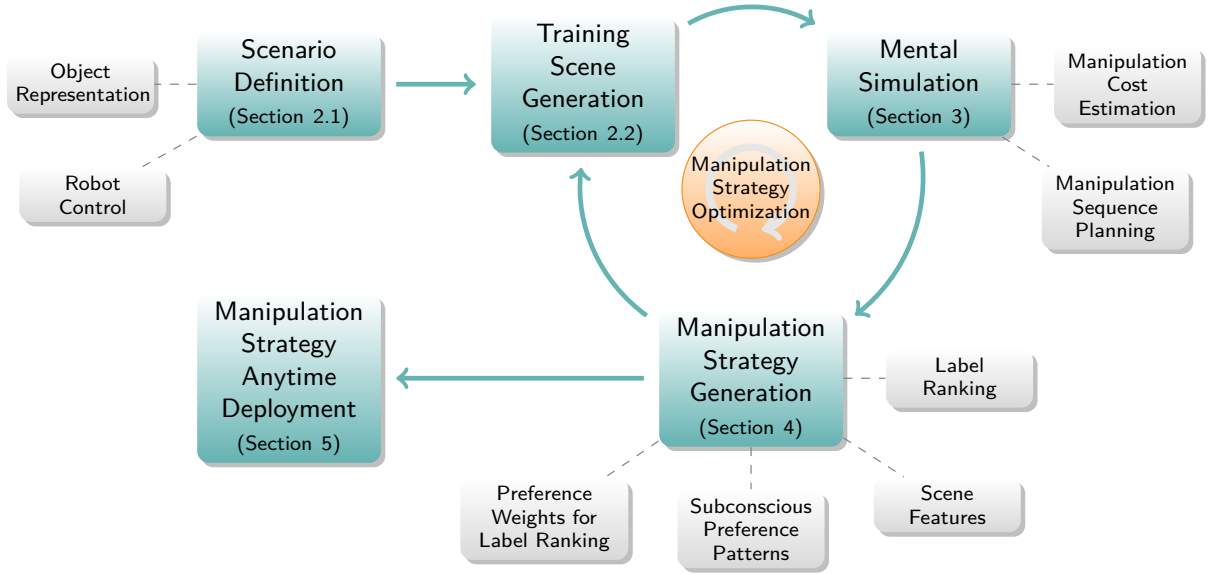 Object
Representation
Robot
Control
Scenario
Definition
(Section 2.1)
Training
Scene
Generation
(Section 2.2)
Mental
Simulation
(Section 3)
Manipulation
Cost
Estimation
Manipulation
Sequence
Planning
Manipulation
Strategy
Optimization
Manipulation
Strategy
Anytime
Deployment
(Section 5)
Manipulation
Strategy
Generation
(Section 4)
Label
Ranking
Preference
Weights for
Label Ranking
Subconscious
Preference
Patterns
Scene
Features